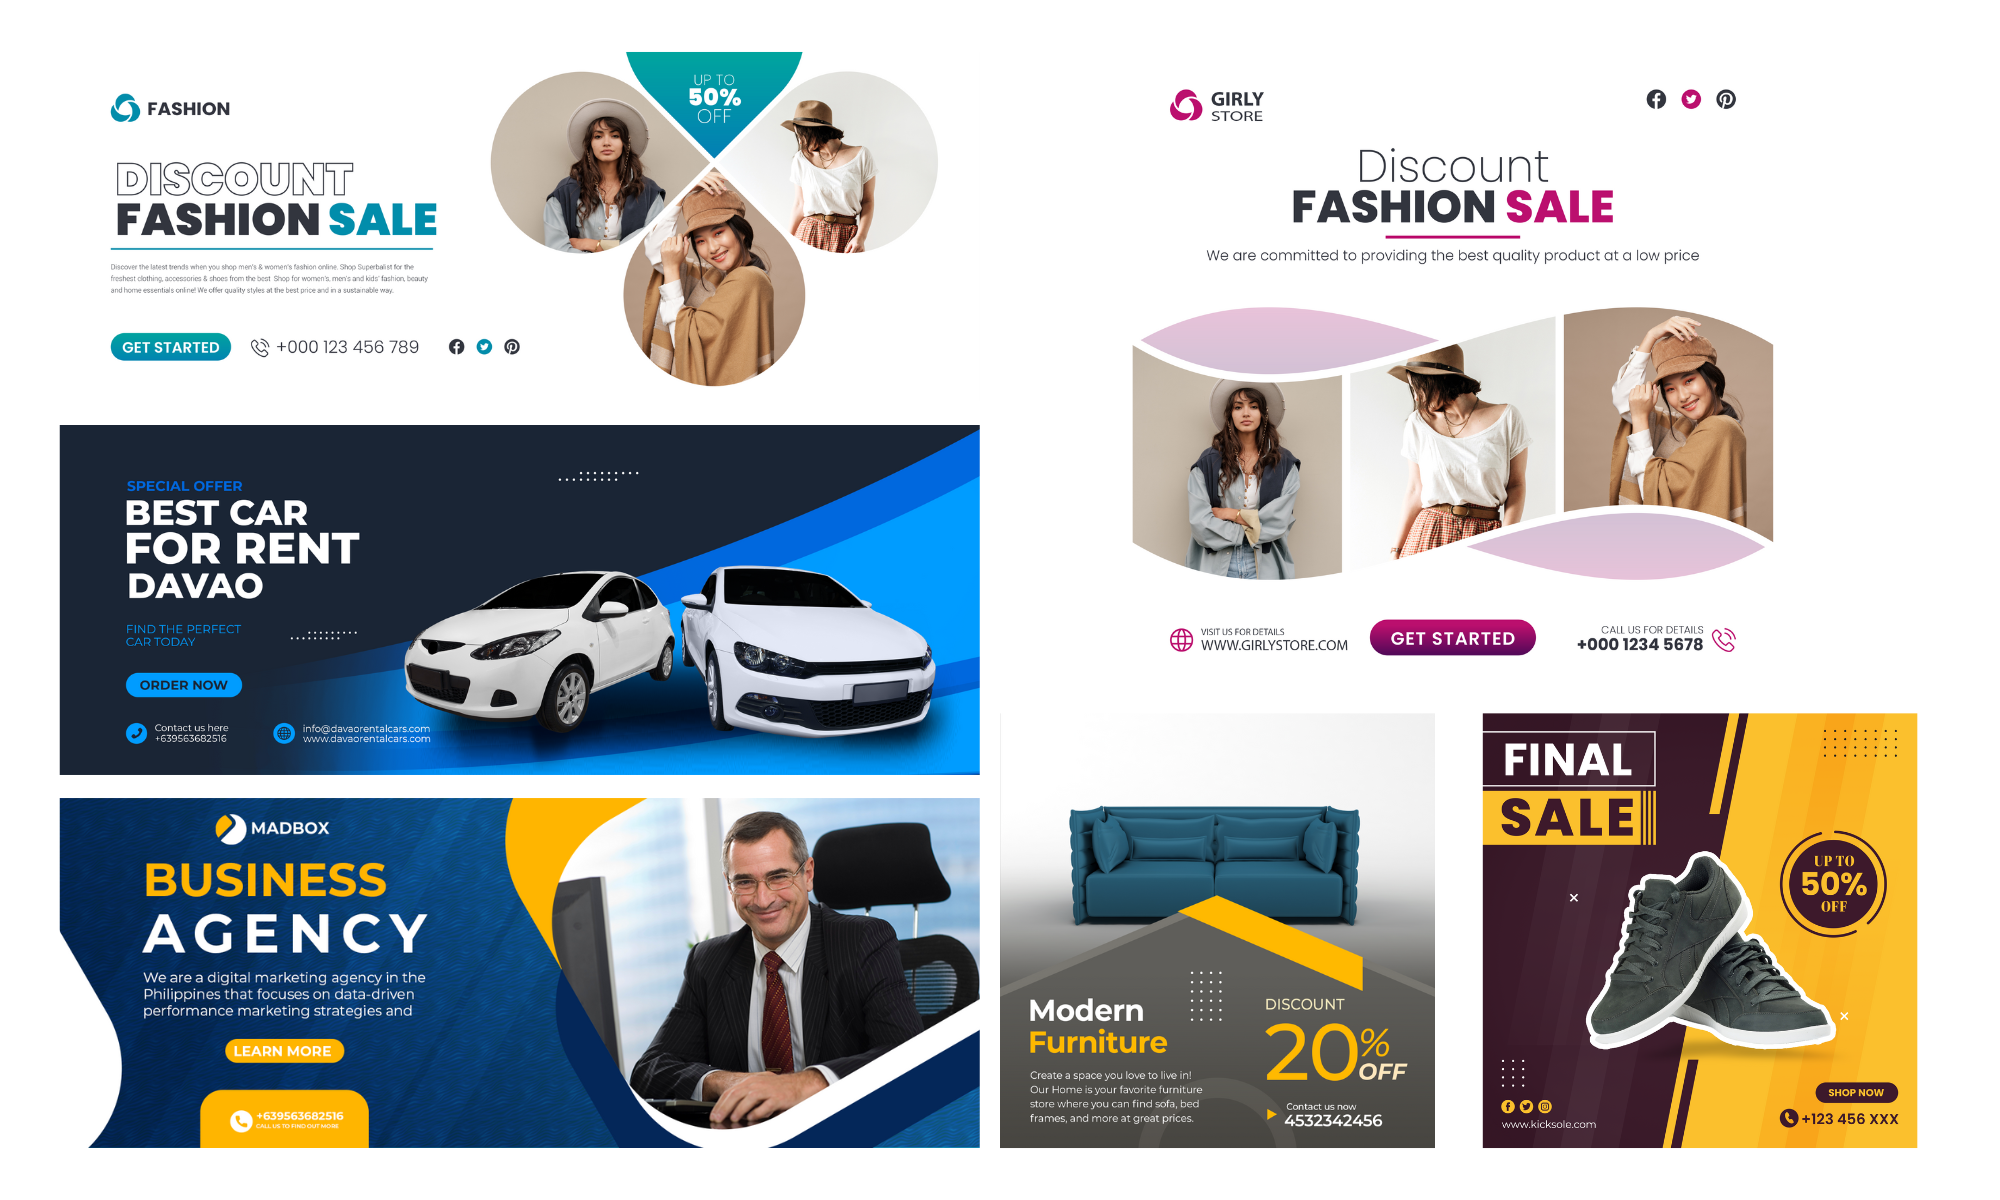 FASHION
UP TO
50%
OFF
DISCOUNT
FASHION SALE
Discover the latest trends when you shop men's & women's fashion online. Shop Superbalist for the
freshest clothing, accessories & shoes from the best Shop for women's, men's and kids' fashion, beauty
and home essentials online! We offer quality styles at the best price and in a sustainable way.
GET STARTED
+000 123 456 789
GIRLY
STORE
Discount
FASHION SALE
We are committed to providing the best quality product at a low price
VISIT US FOR DETAILS
WWW.GIRLYSTORE.COM
GET STARTED
CALL US FOR DETAILS
+000 1234 5678
SPECIAL OFFER
BEST CAR
FOR RENT
DAVAO
FIND THE PERFECT
CAR TODAY
ORDER NOW
Contact us here
+639563682516
info@davaorentalcars.com
www.davaorentalcars.com
MADBOX
BUSINESS
AGENCY
We are a digital marketing agency in the
Philippines that focuses on data-driven
performance marketing strategies and
LEARN MORE
+639563682516
CALL US TO FIND OUT MORE
Modern
Furniture
Create a space you love to live in!
Our Home is your favorite furniture
store where you can find sofa, bed
frames, and more at great prices.
DISCOUNT
20%
OFF
Contact us now
4532342456
FINAL
SALE
UP TO
50%
OFF
SHOP NOW
+123 456 XXX
www.kicksole.com